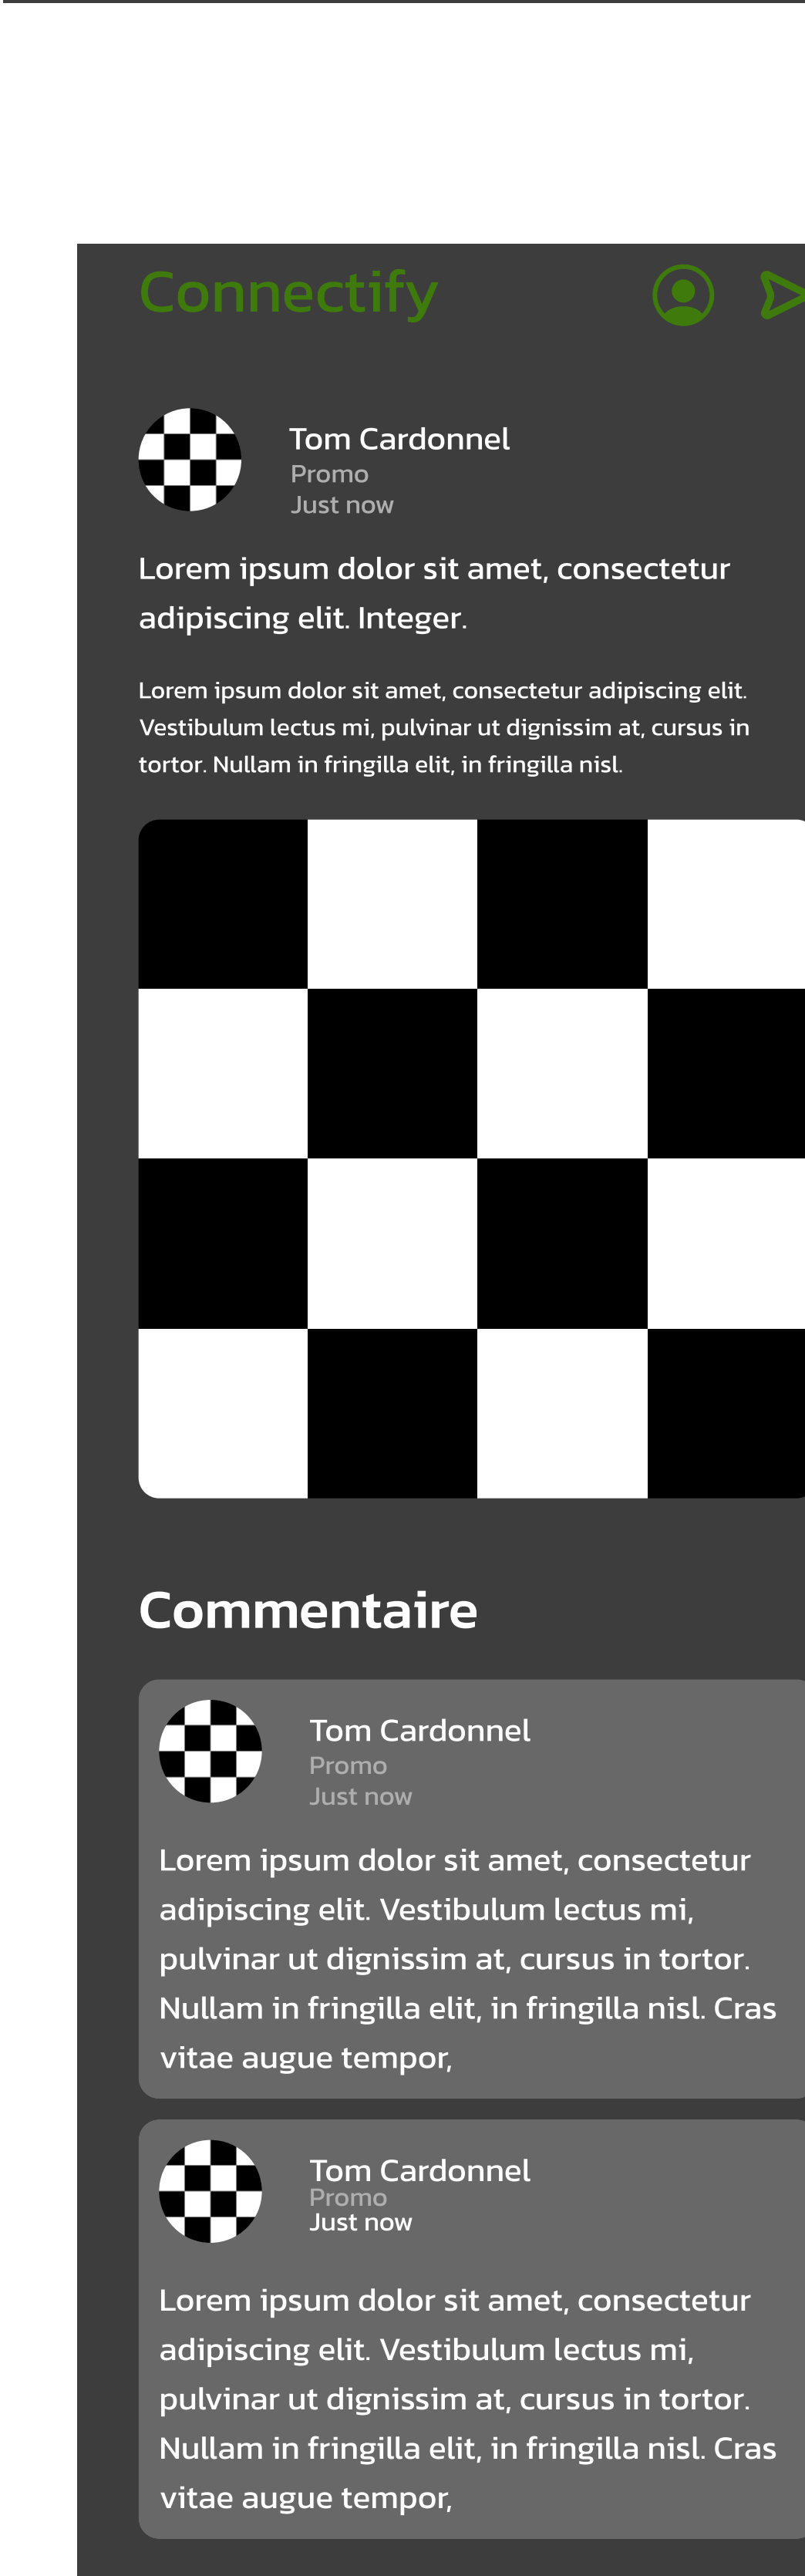 Connectify
Tom Cardonnel
Promo
Just now
Lorem ipsum dolor sit amet, consectetur
adipiscing elit. Integer.
Lorem ipsum dolor sit amet, consectetur adipiscing elit.
Vestibulum lectus mi, pulvinar ut dignissim at, cursus in
tortor. Nullam in fringilla elit, in fringilla nisl.
Commentaire
Tom Cardonnel
Promo
Just now
Lorem ipsum dolor sit amet, consectetur
adipiscing elit. Vestibulum lectus mi,
pulvinar ut dignissim at, cursus in tortor.
Nullam in fringilla elit, in fringilla nisl. Cras
vitae augue tempor,
Tom Cardonnel
Promo
Just now
Lorem ipsum dolor sit amet, consectetur
adipiscing elit. Vestibulum lectus mi,
pulvinar ut dignissim at, cursus in tortor.
Nullam in fringilla elit, in fringilla nisl. Cras
vitae augue tempor,